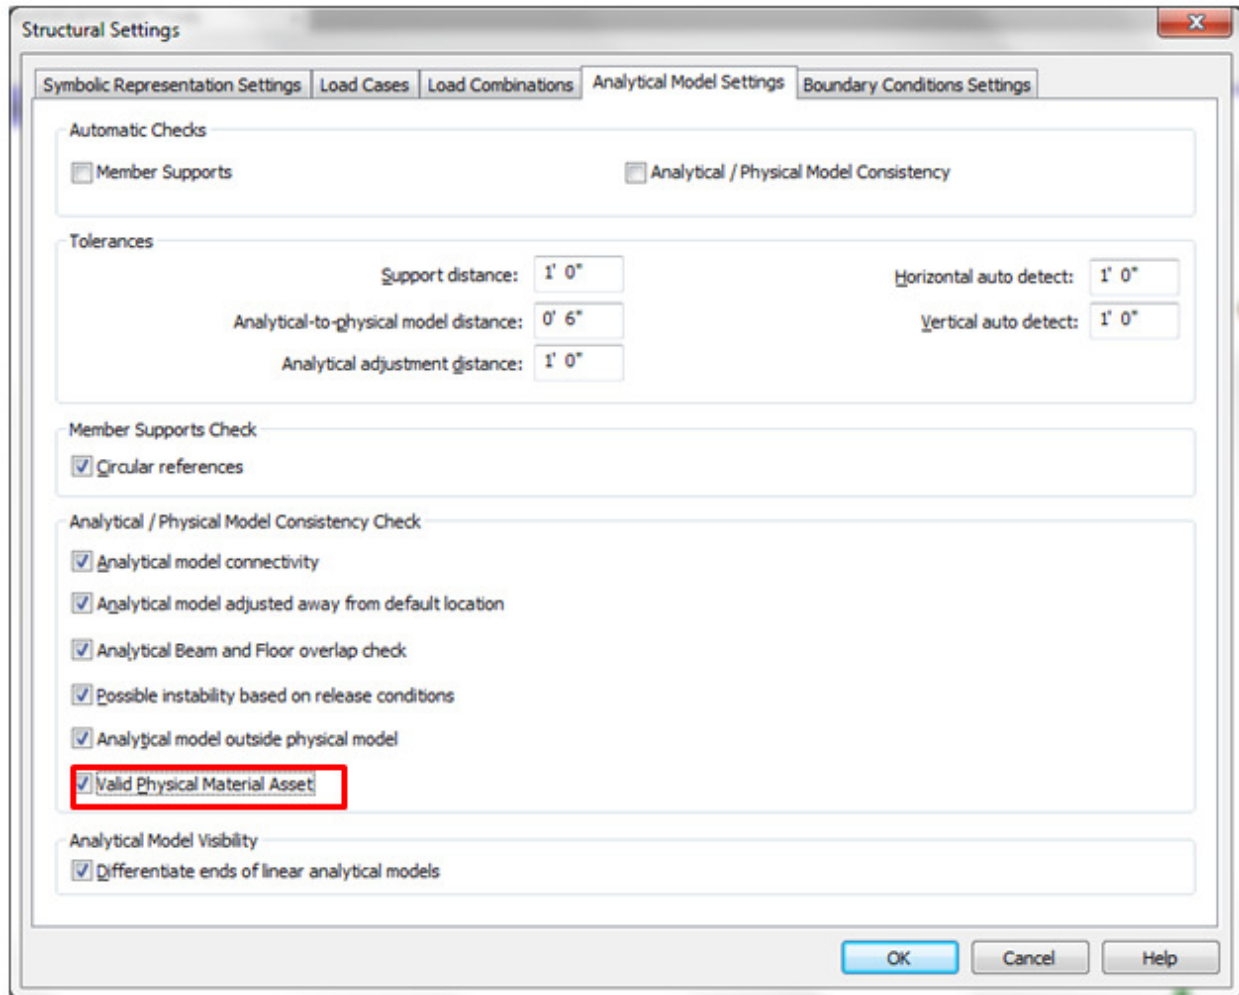 Structural Settings
Symbolic Representation Settings Load Cases Load Combinations Analytical Model Settings Boundary Conditions Settings
Automatic Checks
Member Supports Analytical / Physical Model Consistency
Tolerances
Support distance: 1' 0" Horizontal auto detect: 1' 0"
Analytical-to-physical model distance: 0' 6" Vertical auto detect: 1' 0"
Analytical adjustment distance: 1' 0"
Member Supports Check
Circular references
Analytical / Physical Model Consistency Check
Analytical model connectivity
Analytical model adjusted away from default location
Analytical Beam and Floor overlap check
Possible instability based on release conditions
Analytical model outside physical model
Valid Physical Material Asset
Analytical Model Visibility
Differentiate ends of linear analytical models
OK Cancel Help